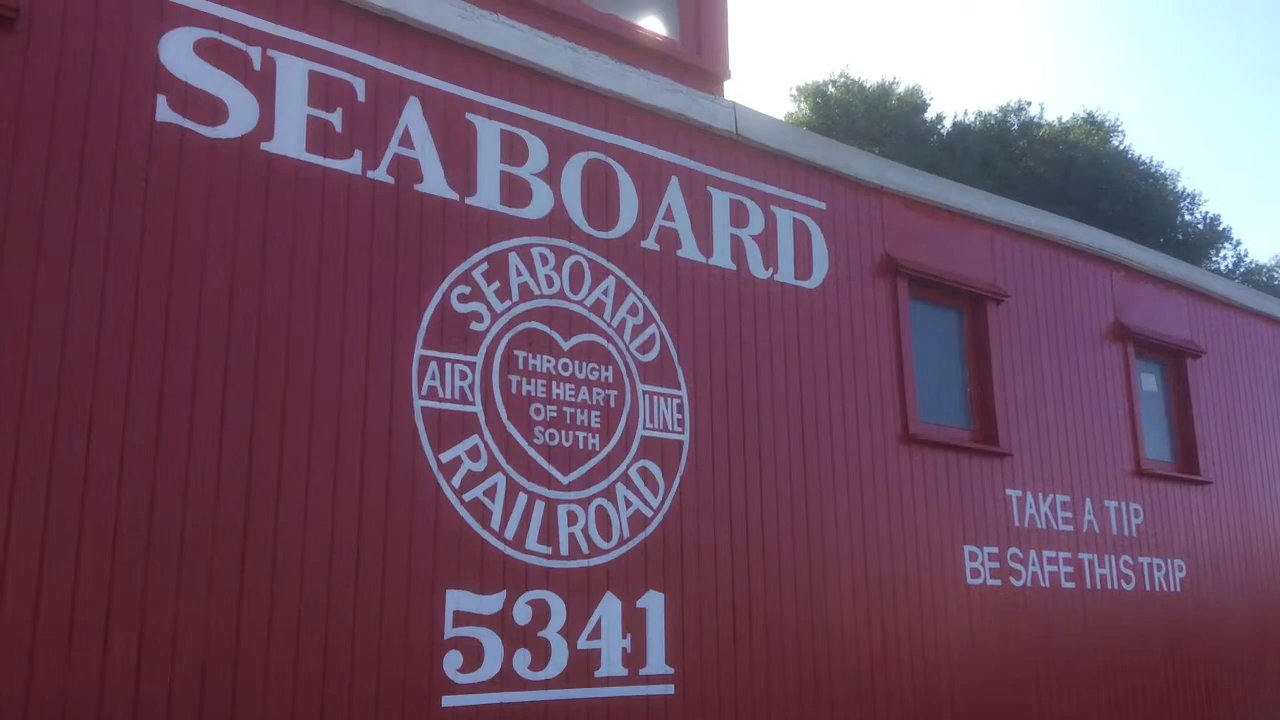 SEABOARD
SEABOARD
AIR LINE
THROUGH
THE HEART
OF THE
SOUTH
RAILROAD
5341
TAKE A TIP
BE SAFE THIS TRIP